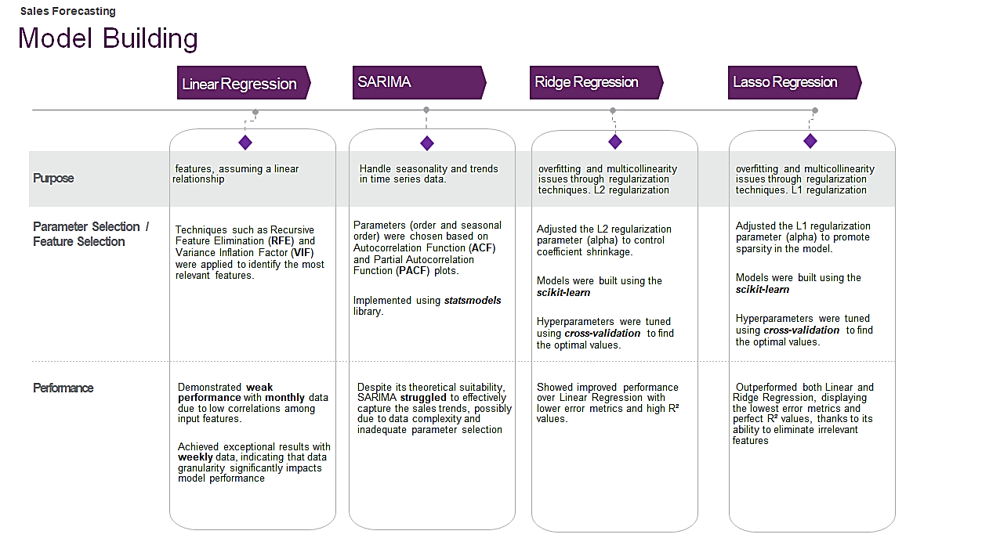 Sales Forecasting
Model Building
Linear Regression
SARIMA
Ridge Regression
Lasso Regression
Purpose
features, assuming a linear
relationship
Handle seasonality and trends
in time series data.
overfitting and multicollinearity
issues through regularization
techniques. L2 regularization
overfitting and multicollinearity
issues through regularization
techniques. L1 regularization
Parameter Selection /
Feature Selection
Techniques such as Recursive
Feature Elimination (RFE) and
Variance Inflation Factor (VIF)
were applied to identify the most
relevant features.
Parameters (order and seasonal
order) were chosen based on
Autocorrelation Function (ACF)
and Partial Autocorrelation
Function (PACF) plots.
Implemented using statsmodels
library.
Adjusted the L2 regularization
parameter (alpha) to control
coefficient shrinkage.
Models were built using the
scikit-learn
Hyperparameters were tuned
using cross-validation to find
the optimal values.
Adjusted the L1 regularization
parameter (alpha) to promote
sparsity in the model.
Models were built using the
scikit-learn
Hyperparameters were tuned
using cross-validation to find
the optimal values.
Performance
Demonstrated weak
performance with monthly data
due to low correlations among
input features.
Achieved exceptional results with
weekly data, indicating that data
granularity significantly impacts
model performance
Despite its theoretical suitability,
SARIMA struggled to effectively
capture the sales trends, possibly
due to data complexity and
inadequate parameter selection
Showed improved performance
over Linear Regression with
lower error metrics and high R²
values.
Outperformed both Linear and
Ridge Regression, displaying
the lowest error metrics and
perfect R² values, thanks to its
ability to eliminate irrelevant
features